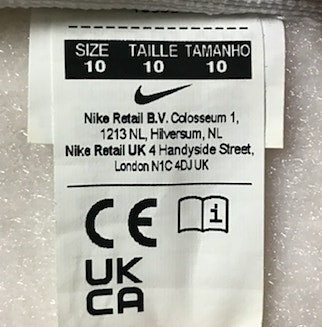 SIZE TAILLE TAMANHO
10 10 10
Nike Retail B.V. Colosseum 1,
1213 NL, Hilversum, NL
Nike Retail UK 4 Handyside Street,
London N1C 4DJ UK
CE i
UK
CA